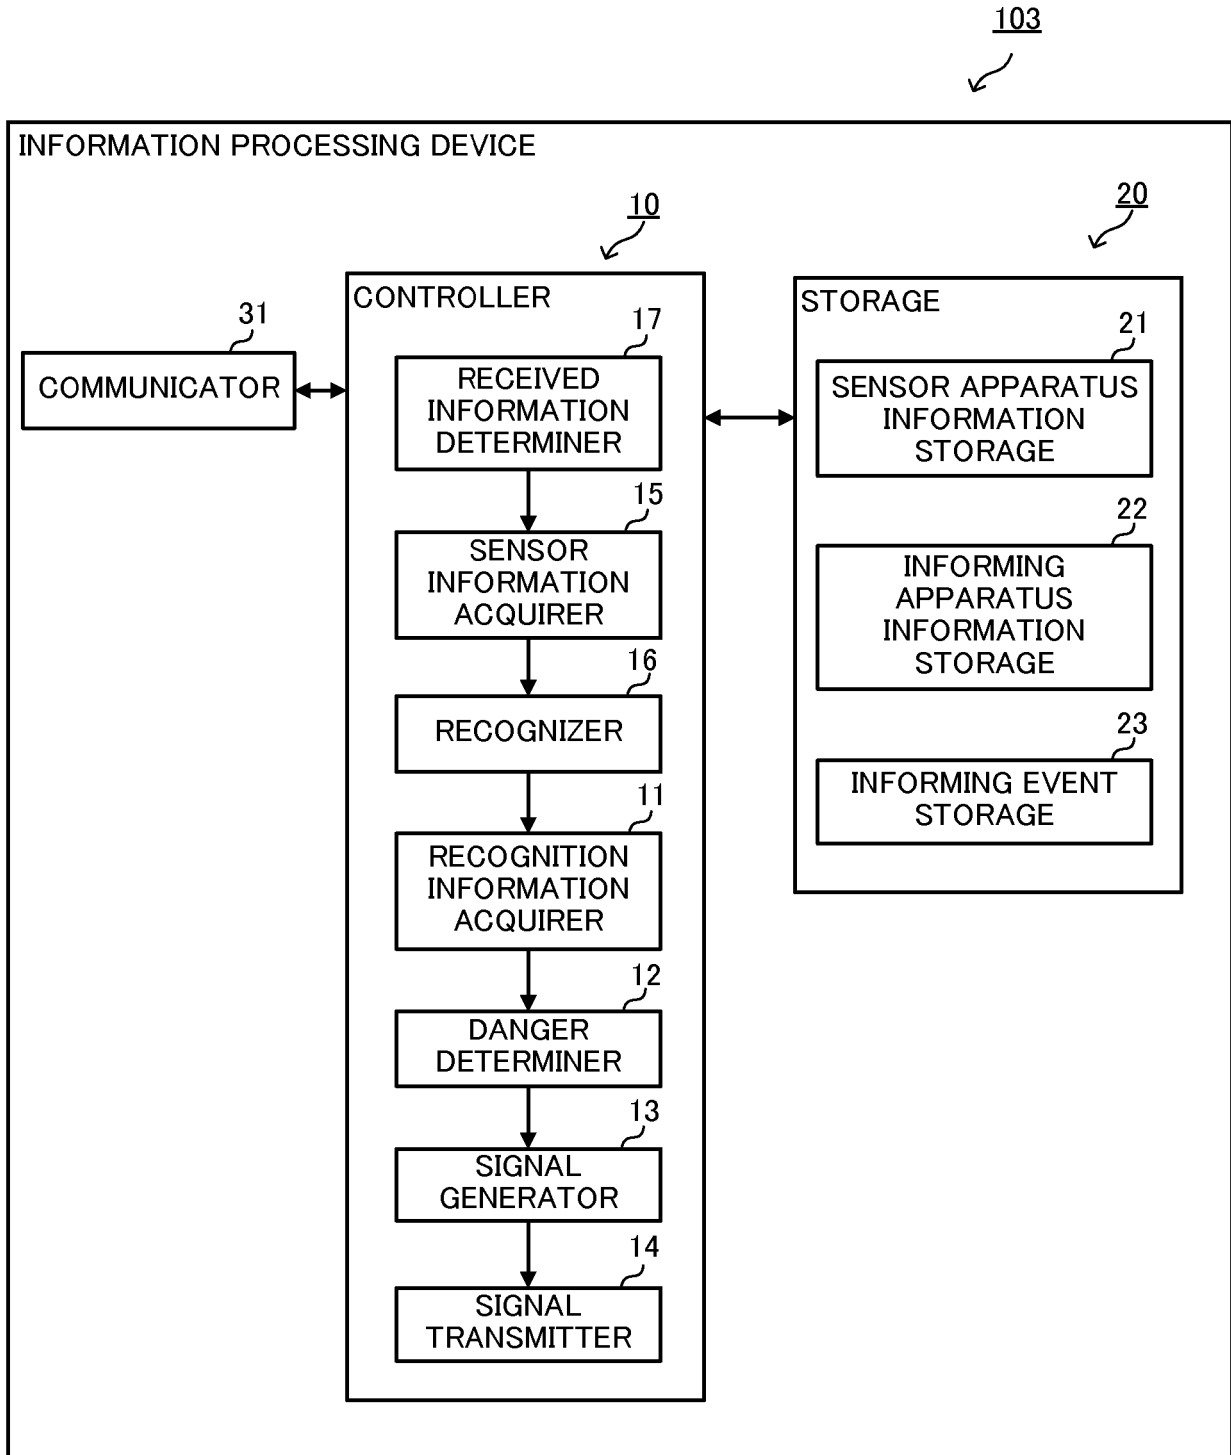 103
INFORMATION PROCESSING DEVICE
10
20
31
COMMUNICATOR
CONTROLLER
17
RECEIVED
INFORMATION
DETERMINER
15
SENSOR
INFORMATION
ACQUIRER
16
RECOGNIZER
11
RECOGNITION
INFORMATION
ACQUIRER
12
DANGER
DETERMINER
13
SIGNAL
GENERATOR
14
SIGNAL
TRANSMITTER
STORAGE
21
SENSOR APPARATUS
INFORMATION
STORAGE
22
INFORMING
APPARATUS
INFORMATION
STORAGE
23
INFORMING EVENT
STORAGE